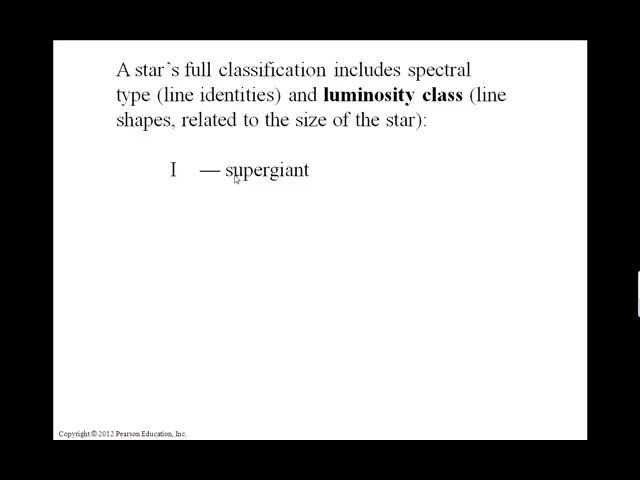 A star's full classification includes spectral
type (line identities) and luminosity class (line
shapes, related to the size of the star):
I — supergiant
Copyright © 2012 Pearson Education, Inc.